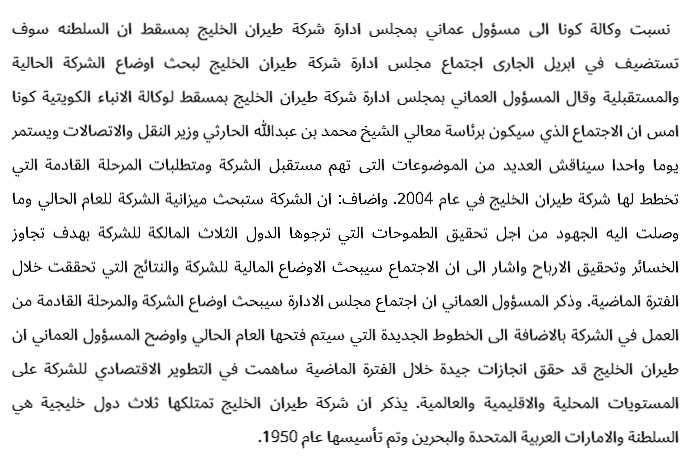 نسبت وكالة كونا الى مسؤول عماني بمجلس ادارة شركة طيران الخليج بمسقط ان السلطنه سوف
تستضيف في ابريل الجارى اجتماع مجلس ادارة شركة طيران الخليج لبحث اوضاع الشركة الحالية
والمستقبلية وقال المسؤول العماني بمجلس ادارة شركة طيران الخليج بمسقط لوكالة الانباء الكويتية كونا
امس ان الاجتماع الذي سيكون برئاسة معالي الشيخ محمد بن عبدالله الحارثي وزير النقل والاتصالات ويستمر
يوما واحدا سيناقش العديد من الموضوعات التى تهم مستقبل الشركة ومتطلبات المرحلة القادمة التي
تخطط لها شركة طيران الخليج في عام 2004. واضاف: ان الشركة ستبحث ميزانية الشركة للعام الحالي وما
وصلت اليه الجهود من اجل تحقيق الطموحات التي ترجوها الدول الثلاث المالكة للشركة بهدف تجاوز
الخسائر وتحقيق الارباح واشار الى ان الاجتماع سيبحث الاوضاع المالية للشركة والنتائج التي تحققت خلال
الفترة الماضية. وذكر المسؤول العماني ان اجتماع مجلس الادارة سيبحث اوضاع الشركة والمرحلة القادمة من
العمل في الشركة بالاضافة الى الخطوط الجديدة التي سيتم فتحها العام الحالي واوضح المسؤول العماني ان
طيران الخليج قد حقق انجازات جيدة خلال الفترة الماضية ساهمت في التطوير الاقتصادي للشركة على
المستويات المحلية والاقليمية والعالمية. يذكر ان شركة طيران الخليج تمتلكها ثلاث دول خليجية هي
السلطنة والامارات العربية المتحدة والبحرين وتم تأسيسها عام 1950.